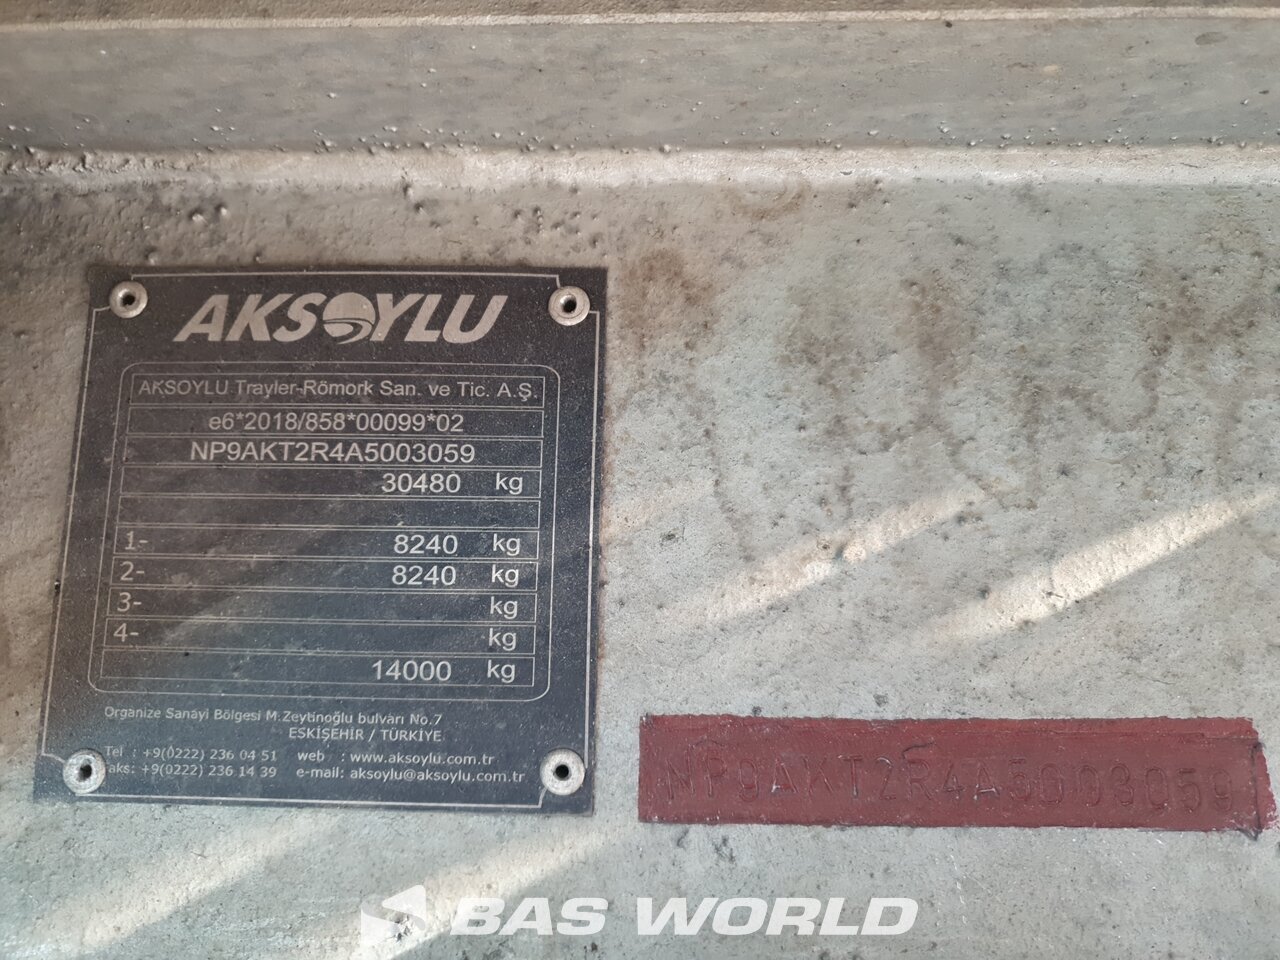 AKSOYLU
AKSOYLU Trayler-Römork San. ve Tic. A.Ş.
e6*2018/858*00099*02
NP9AKT2R4A5003059
30480 kg
1- 8240 kg
2- 8240 kg
3- kg
4- kg
14000 kg
Organize Sanayi Bölgesi M.Zeytinoğlu bulvarı No.7
ESKİŞEHİR / TÜRKİYE
Tel : +9(0222) 236 04 51 web : www.aksoylu.com.tr
aks: +9(0222) 236 14 39 e-mail: aksoylu@aksoylu.com.tr
NP9AKT2R4A5003059
BAS WORLD